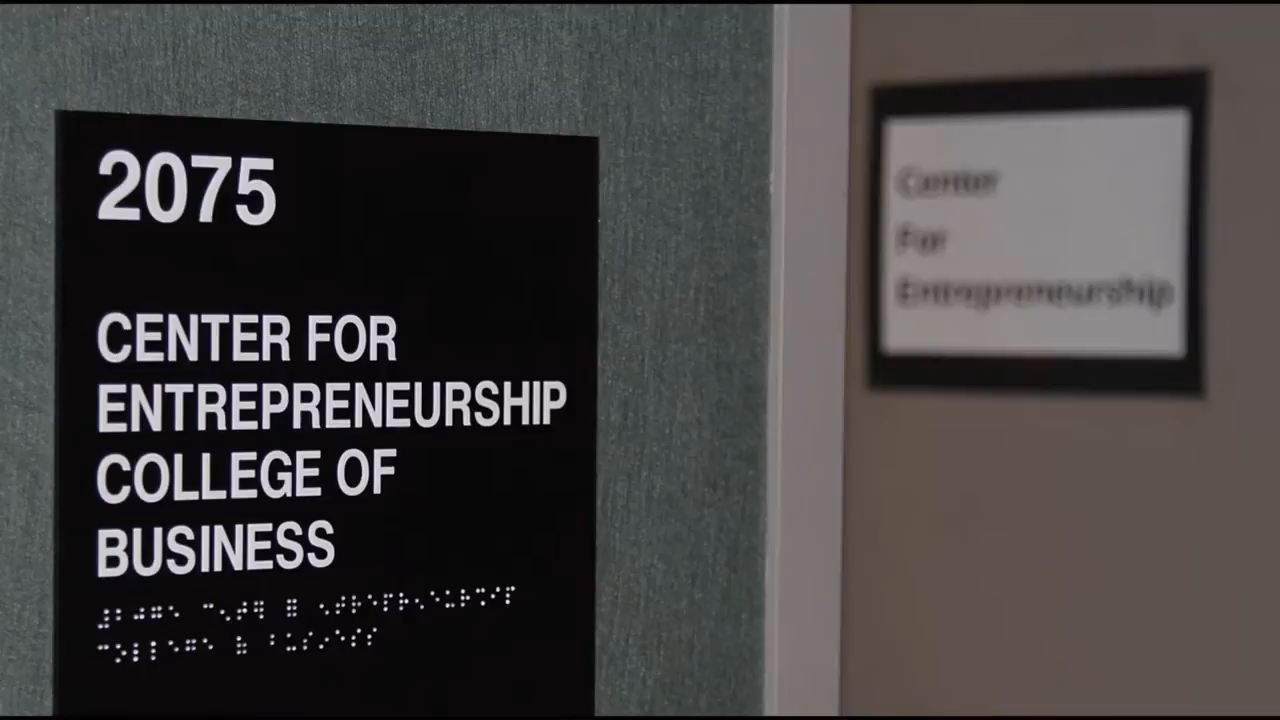 2075
CENTER FOR
ENTREPRENEURSHIP
COLLEGE OF
BUSINESS
Center
For
Entrepreneurship